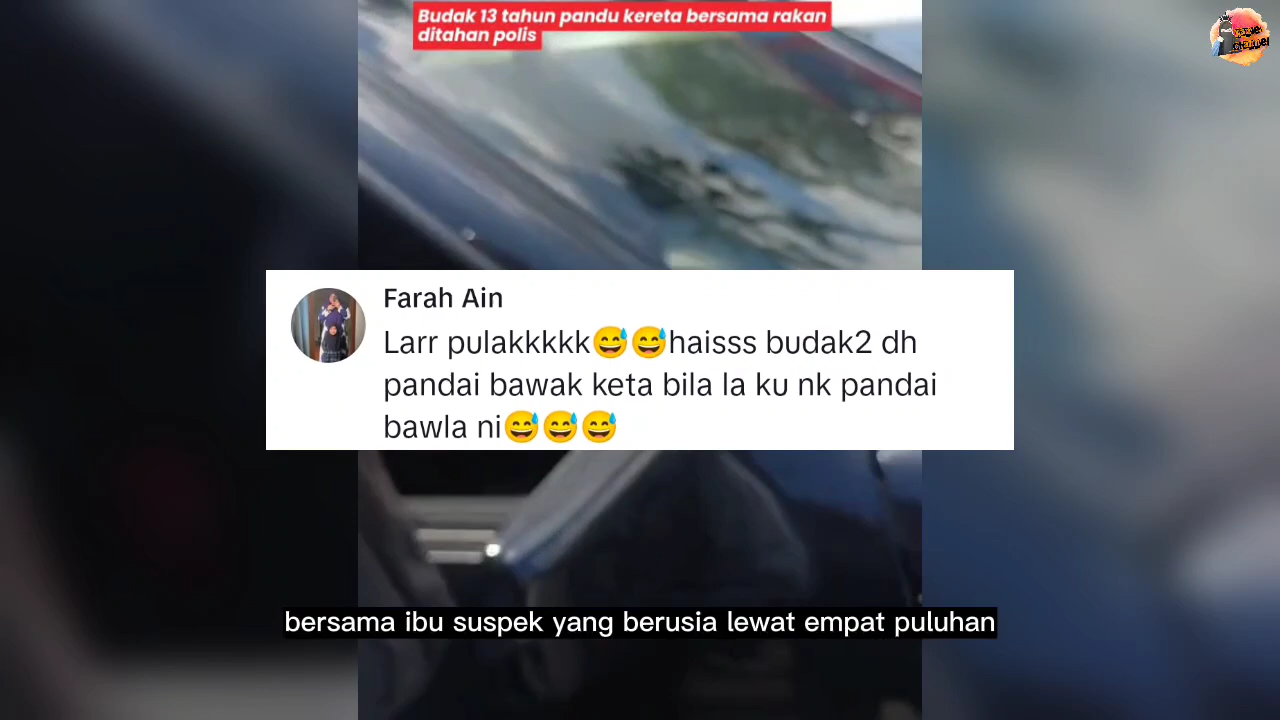 Budak 13 tahun pandu kereta bersama rakan
ditahan polis
Farah Ain
Larr pulakkkkk😅😅haisss budak2 dh
pandai bawak keta bila la ku nk pandai
bawla ni😅😅😅
bersama ibu suspek yang berusia lewat empat puluhan